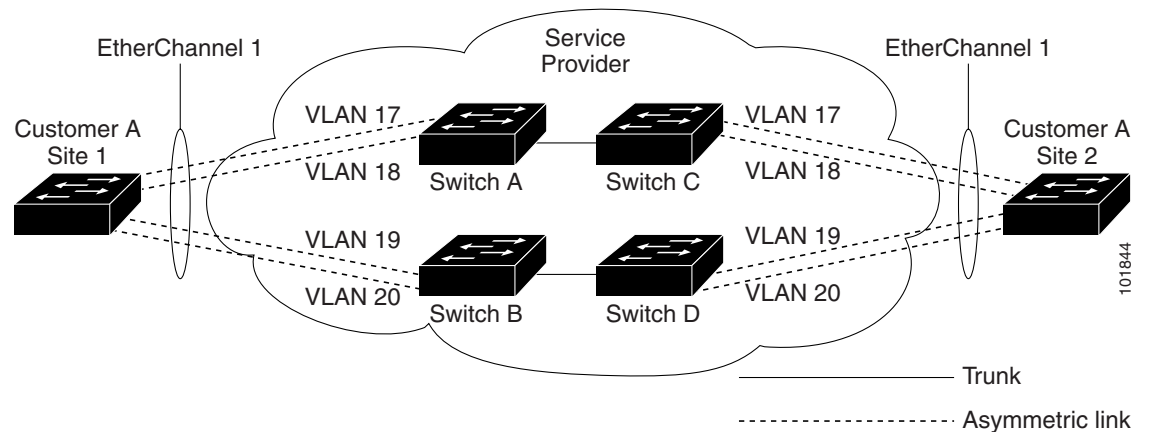 EtherChannel 1
Service
Provider
EtherChannel 1
Customer A
Site 1
VLAN 17
VLAN 18
Switch A
Switch C
VLAN 17
VLAN 18
Customer A
Site 2
VLAN 19
VLAN 20
Switch B
Switch D
VLAN 19
VLAN 20
101844
Trunk
Asymmetric link